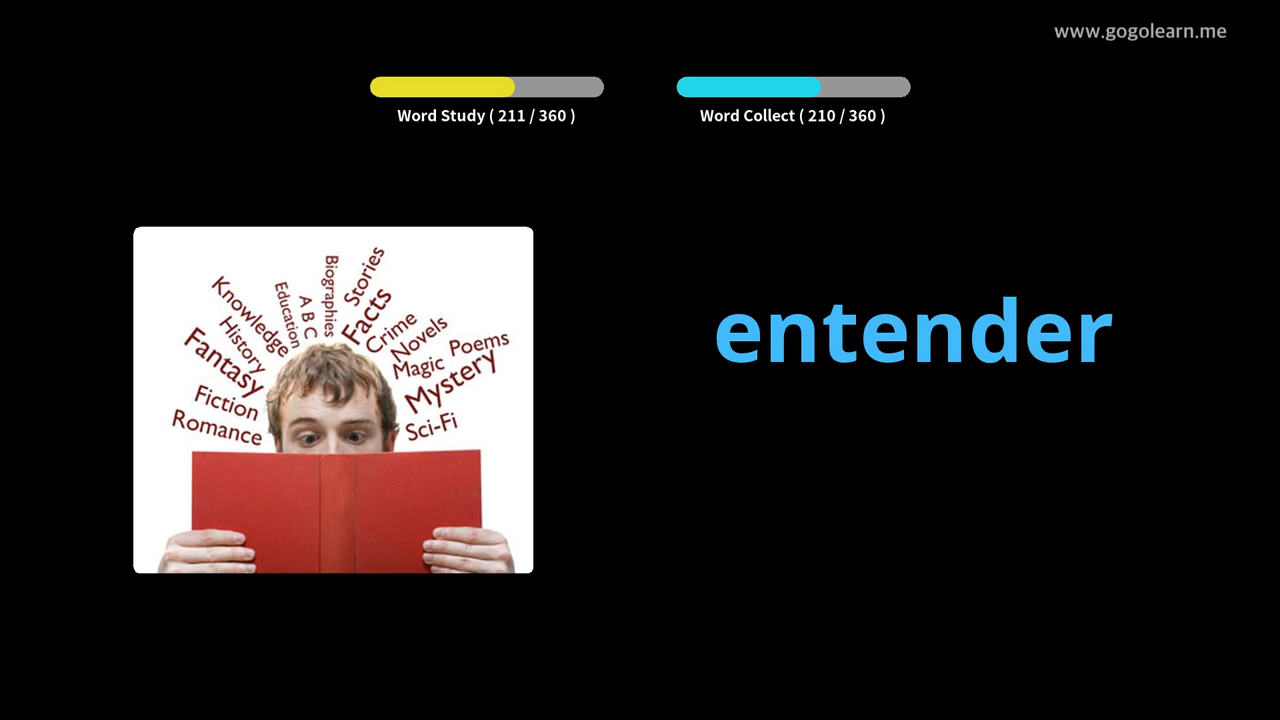 www.gogolearn.me
Word Study ( 211 / 360 )
Word Collect ( 210 / 360 )
entender
Romance
Fiction
Fantasy
History
Knowledge
Education
A B C
Biographies
Stories
Facts
Crime
Novels
Magic
Poems
Mystery
Sci-Fi